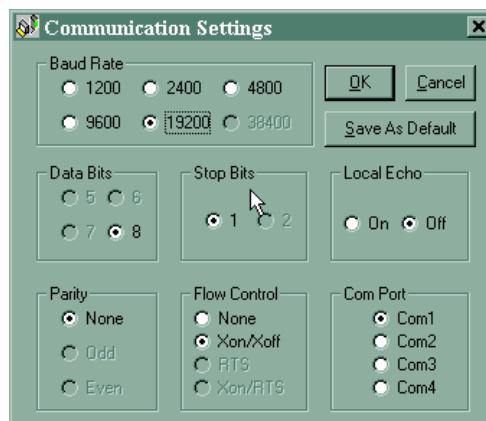 Communication Settings
Baud Rate
1200 2400 4800
9600 19200 38400
OK Cancel
Save As Default
Data Bits
5 6
7 8
Stop Bits
1 2
Local Echo
On Off
Parity
None
Odd
Even
Flow Control
None
Xon/Xoff
RTS
Xon/RTS
Com Port
Com1
Com2
Com3
Com4